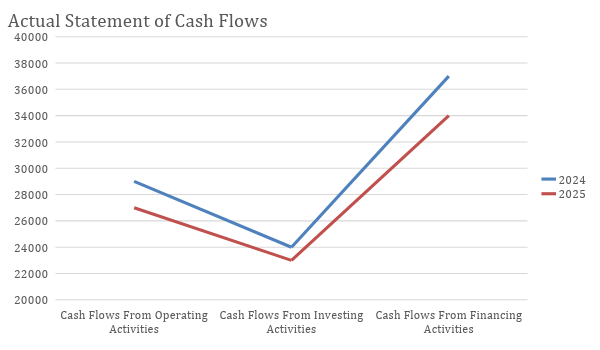 Actual Statement of Cash Flows
40000
38000
36000
34000
32000
30000
28000
26000
24000
22000
20000
2024
2025
Cash Flows From Operating
Activities
Cash Flows From Investing
Activities
Cash Flows From Financing
Activities